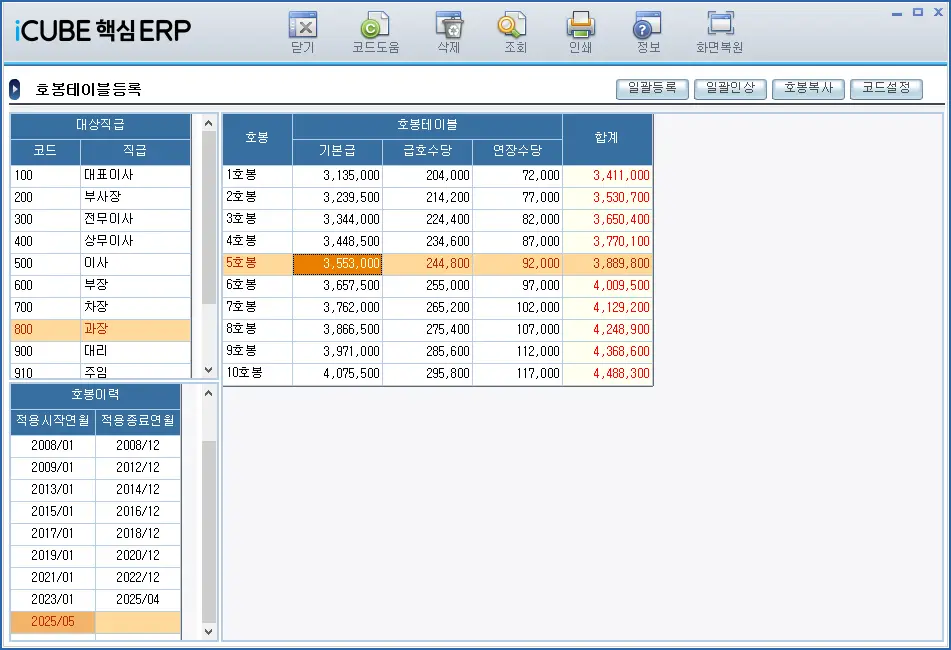 iCUBE 핵심ERP
닫기 코드도움 삭제 조회 인쇄 정보 화면복원
호봉테이블등록
일괄등록 일괄인상 호봉복사 코드설정
대상직급
코드 직급
100 대표이사
200 부사장
300 전무이사
400 상무이사
500 이사
600 부장
700 차장
800 과장
900 대리
910 주임
호봉이력
적용시작연월 적용종료연월
2008/01 2008/12
2009/01 2012/12
2013/01 2014/12
2015/01 2016/12
2017/01 2018/12
2019/01 2020/12
2021/01 2022/12
2023/01 2025/04
2025/05
호봉 호봉테이블 합계
기본급 급호수당 연장수당
1호봉 3,135,000 204,000 72,000 3,411,000
2호봉 3,239,500 214,200 77,000 3,530,700
3호봉 3,344,000 224,400 82,000 3,650,400
4호봉 3,448,500 234,600 87,000 3,770,100
5호봉 3,553,000 244,800 92,000 3,889,800
6호봉 3,657,500 255,000 97,000 4,009,500
7호봉 3,762,000 265,200 102,000 4,129,200
8호봉 3,866,500 275,400 107,000 4,248,900
9호봉 3,971,000 285,600 112,000 4,368,600
10호봉 4,075,500 295,800 117,000 4,488,300